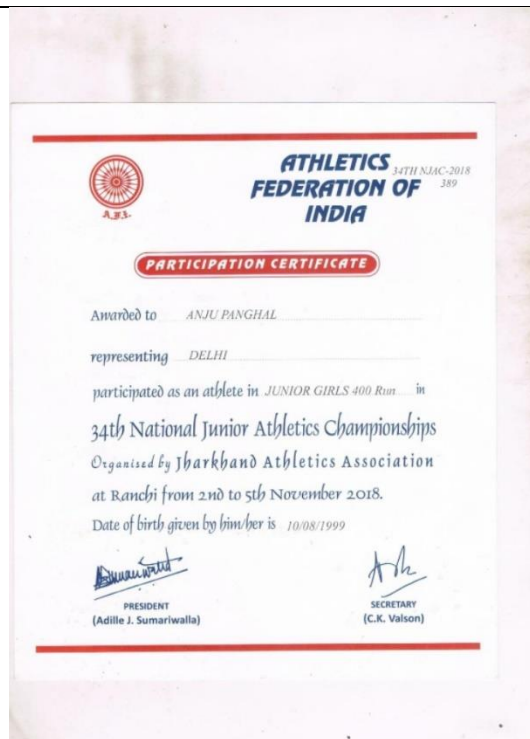 ATHLETICS
FEDERATION OF
INDIA
34TH NJAC-2018
389
A.F.I.
PARTICIPATION CERTIFICATE
Awarded to ANJU PANGHAL
representing DELHI
participated as an athlete in JUNIOR GIRLS 400 Run in
34th National Junior Athletics Championships
Organised by Jharkhand Athletics Association
at Ranchi from 2nd to 5th November 2018.
Date of birth given by him/her is 10/08/1999
PRESIDENT
(Adille J. Sumariwalla)
SECRETARY
(C.K. Valson)